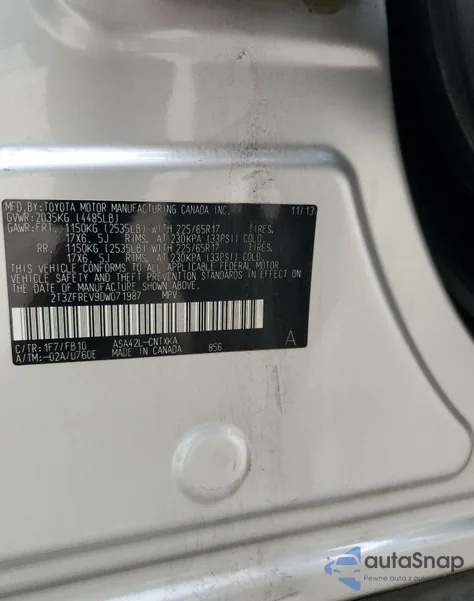 MFD.BY:TOYOTA MOTOR MANUFACTURING CANADA INC. 11/13
GVWR:2035KG (4485LB)
GAWR:FRT. 1150KG (2535LB) WITH 225/65R17 TIRES,
17X6.5J RIMS, AT 230KPA (33PSI) COLD.
RR. 1150KG (2535LB) WITH 225/65R17 TIRES,
17X6.5J RIMS, AT 230KPA (33PSI) COLD.
THIS VEHICLE CONFORMS TO ALL APPLICABLE FEDERAL MOTOR
VEHICLE SAFETY AND THEFT PREVENTION STANDARDS IN EFFECT ON
THE DATE OF MANUFACTURE SHOWN ABOVE.
2T3ZFREV9DW071987 MPV
C/TR:1F7/FB10 ASA42L-CNTXKA A
A/TM:-02A/U760E MADE IN CANADA 856
autaSnap
Pewne auta z aukcji